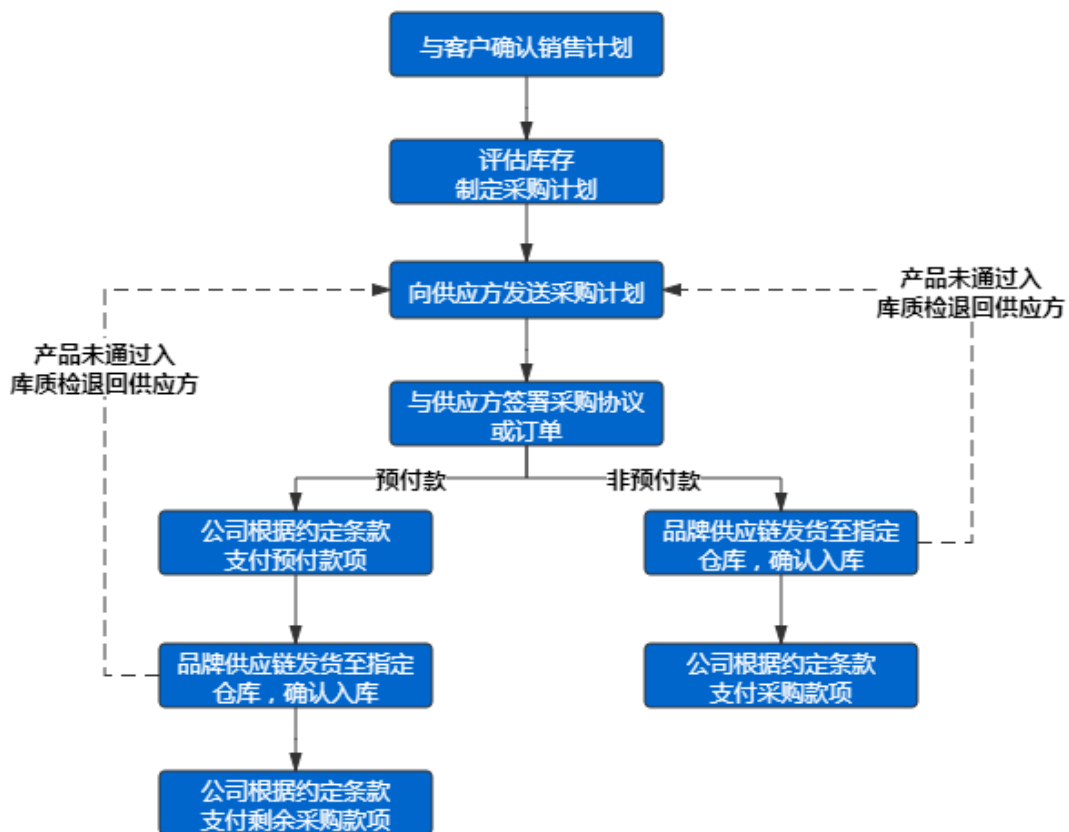 与客户确认销售计划
评估库存
制定采购计划
向供应方发送采购计划
产品未通过入
库质检退回供应方
产品未通过入
库质检退回供应方
与供应方签署采购协议
或订单
预付款
非预付款
公司根据约定条款
支付预付款项
品牌供应链发货至指定
仓库，确认入库
品牌供应链发货至指定
仓库，确认入库
公司根据约定条款
支付采购款项
公司根据约定条款
支付剩余采购款项